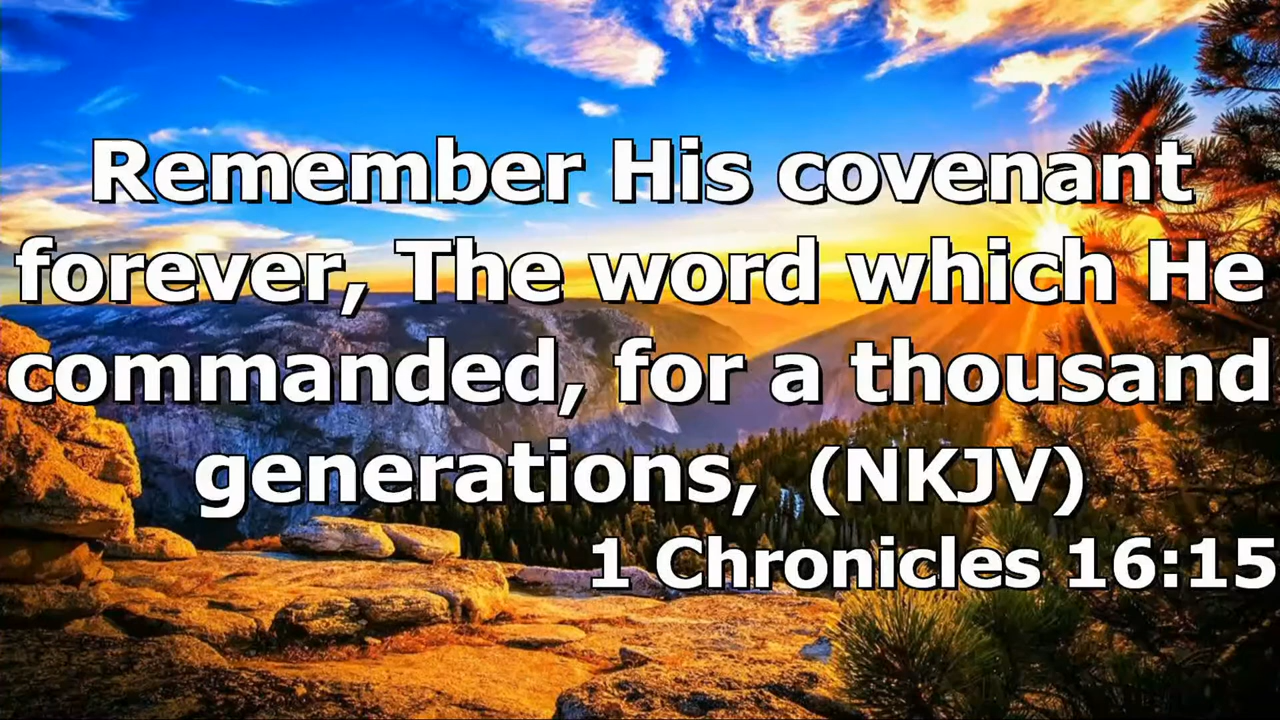 Remember His covenant
forever, The word which He
commanded, for a thousand
generations, (NKJV)
1 Chronicles 16:15